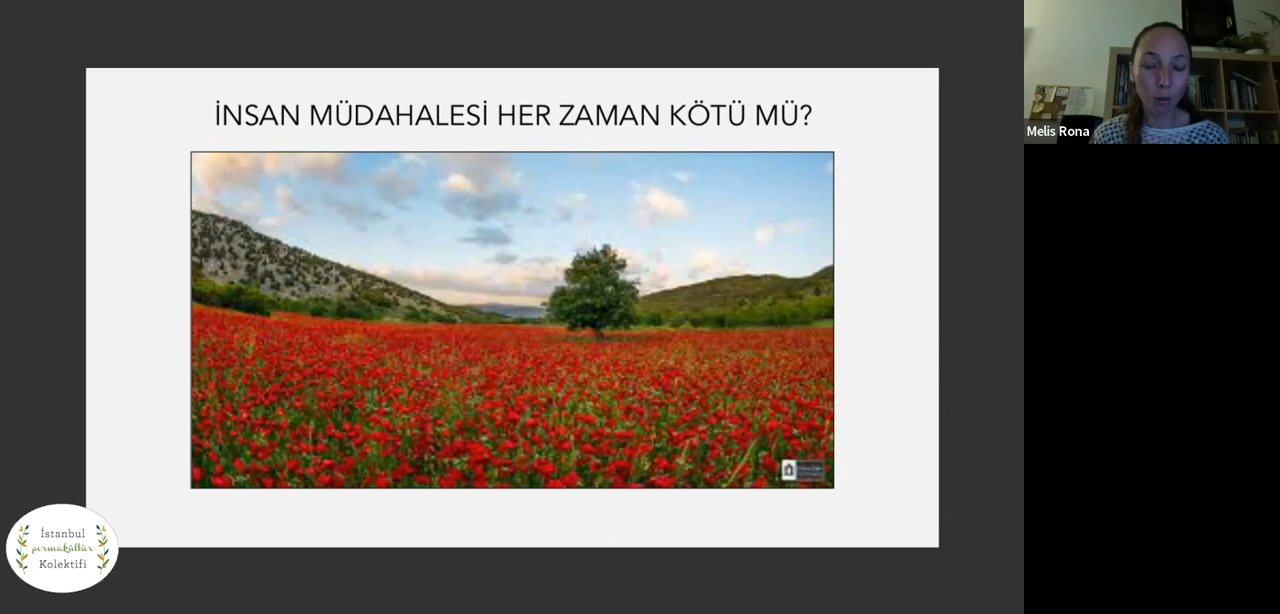 İNSAN MÜDAHALESİ HER ZAMAN KÖTÜ MÜ?
Melis Rona
İstanbul
permakültür
Kolektifi